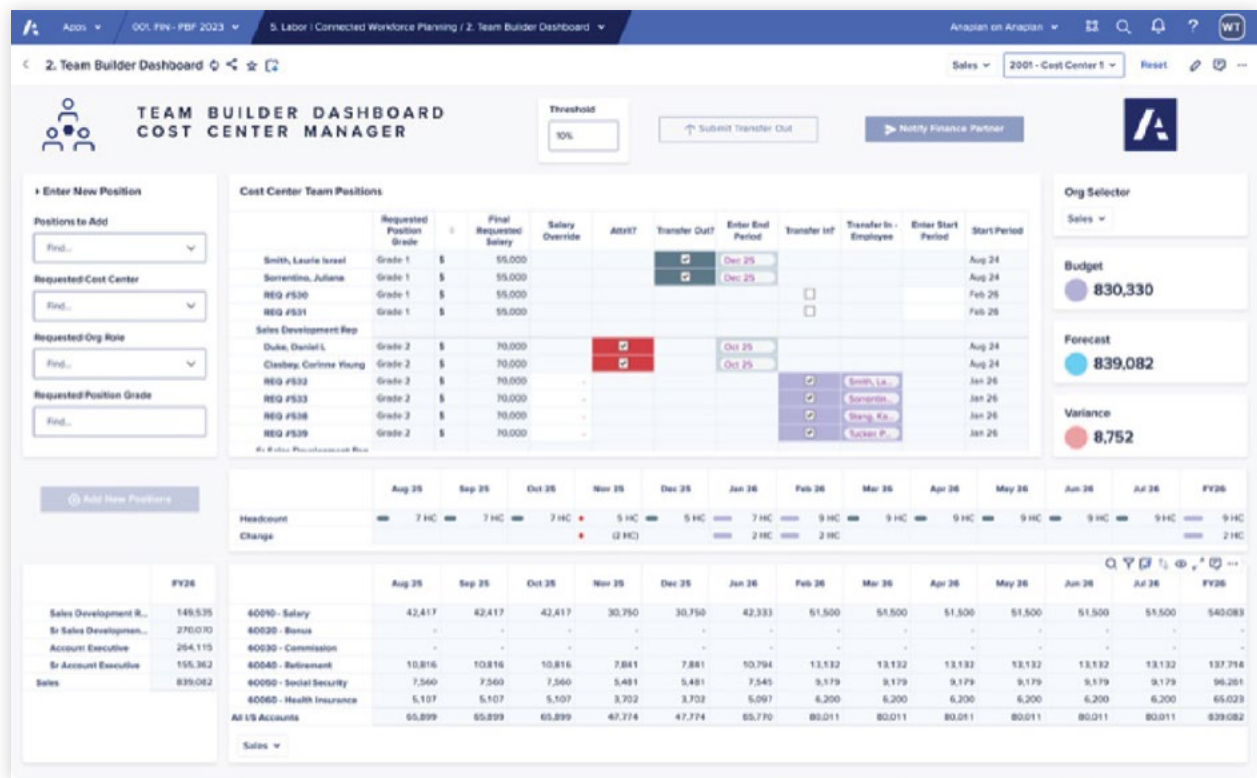 Apps 001. FIN - PBF 2023 5. Labor | Connected Workforce Planning / 2. Team Builder Dashboard Anaplan on Anaplan ? WT
2. Team Builder Dashboard Sales 2001 - Cost Center 1 Reset
TEAM BUILDER DASHBOARD
COST CENTER MANAGER
Threshold
10%
Submit Transfer Out
Notify Finance Partner
Enter New Position
Positions to Add
Find...
Requested Cost Center
Find...
Requested Org Role
Find...
Requested Position Grade
Find...
Add New Positions
Cost Center Team Positions
Requested Position Grade Final Requested Salary Salary Override Attrit? Transfer Out? Enter End Period Transfer In? Transfer In - Employee Enter Start Period Start Period
Smith, Laurie Israel Grade 1 $ 55,000 Dec 25 Aug 24
Sorrentino, Juliana Grade 1 $ 55,000 Dec 25 Aug 24
REQ #530 Grade 1 $ 55,000 Feb 26
REQ #531 Grade 1 $ 55,000 Feb 26
Sales Development Rep
Duke, Daniel L Grade 2 $ 70,000 Oct 25 Aug 24
Clasbey, Corinne Young Grade 2 $ 70,000 Oct 25 Aug 24
REQ #532 Grade 2 $ 70,000 - Smith, La... Jan 26
REQ #533 Grade 2 $ 70,000 - Sorrentin... Jan 26
REQ #538 Grade 2 $ 70,000 - Stang, Ka... Jan 26
REQ #539 Grade 2 $ 70,000 - Tucker, P... Jan 26
Sr Sales Development Rep
Org Selector
Sales
Budget
830,330
Forecast
839,082
Variance
8,752
Aug 25 Sep 25 Oct 25 Nov 25 Dec 25 Jan 26 Feb 26 Mar 26 Apr 26 May 26 Jun 26 Jul 26 FY26
Headcount 7 HC 7 HC 7 HC 5 HC 5 HC 7 HC 9 HC 9 HC 9 HC 9 HC 9 HC 9 HC 9 HC
Change (2 HC) 2 HC 2 HC 2 HC
FY26
Sales Development R... 149,535
Sr Sales Developmen... 270,070
Account Executive 264,115
Sr Account Executive 155,362
Sales 839,082
Aug 25 Sep 25 Oct 25 Nov 25 Dec 25 Jan 26 Feb 26 Mar 26 Apr 26 May 26 Jun 26 Jul 26 FY26
60010 - Salary 42,417 42,417 42,417 30,750 30,750 42,333 51,500 51,500 51,500 51,500 51,500 51,500 540,083
60020 - Bonus - - - - - - - - - - - - -
60030 - Commission - - - - - - - - - - - - -
60040 - Retirement 10,816 10,816 10,816 7,841 7,841 10,794 13,132 13,132 13,132 13,132 13,132 13,132 137,714
60050 - Social Security 7,560 7,560 7,560 5,481 5,481 7,545 9,179 9,179 9,179 9,179 9,179 9,179 96,261
60060 - Health Insurance 5,107 5,107 5,107 3,702 3,702 5,097 6,200 6,200 6,200 6,200 6,200 6,200 65,023
All US Accounts 65,899 65,899 65,899 47,774 47,774 65,770 80,011 80,011 80,011 80,011 80,011 80,011 839,082
Sales